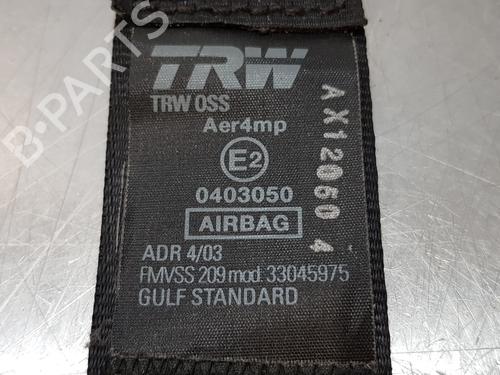 TRW
TRW OSS
Aer4mp
E2
0403050
AIRBAG
ADR 4/03
FMVSS 209 mod. 33045975
GULF STANDARD
AX12050 4
B-PARTS